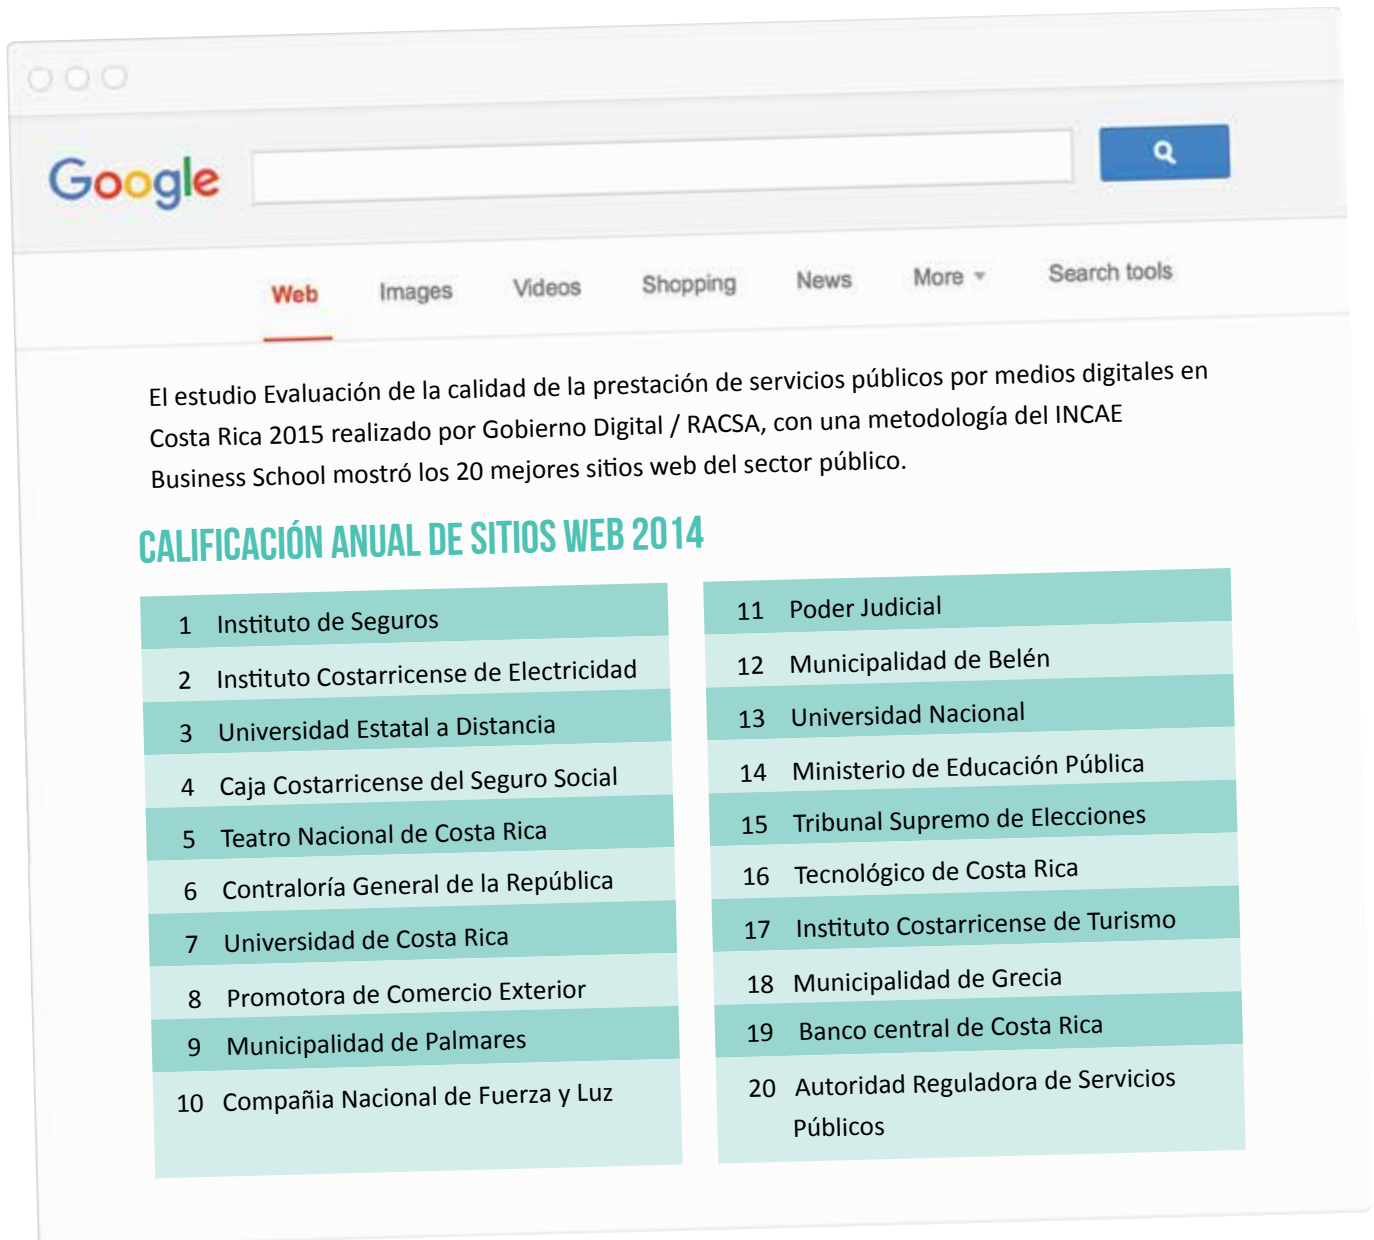 Google
Web Images Videos Shopping News More Search tools
El estudio Evaluación de la calidad de la prestación de servicios públicos por medios digitales en
Costa Rica 2015 realizado por Gobierno Digital / RACSA, con una metodología del INCAE
Business School mostró los 20 mejores sitios web del sector público.
CALIFICACIÓN ANUAL DE SITIOS WEB 2014
1 Instituto de Seguros
2 Instituto Costarricense de Electricidad
3 Universidad Estatal a Distancia
4 Caja Costarricense del Seguro Social
5 Teatro Nacional de Costa Rica
6 Contraloría General de la República
7 Universidad de Costa Rica
8 Promotora de Comercio Exterior
9 Municipalidad de Palmares
10 Compañia Nacional de Fuerza y Luz
11 Poder Judicial
12 Municipalidad de Belén
13 Universidad Nacional
14 Ministerio de Educación Pública
15 Tribunal Supremo de Elecciones
16 Tecnológico de Costa Rica
17 Instituto Costarricense de Turismo
18 Municipalidad de Grecia
19 Banco central de Costa Rica
20 Autoridad Reguladora de Servicios
Públicos